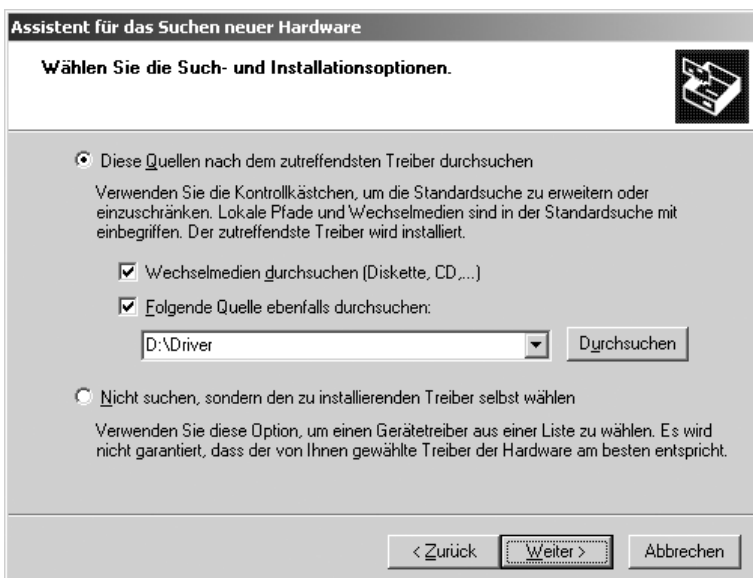 Assistent für das Suchen neuer Hardware
Wählen Sie die Such- und Installationsoptionen.
Diese Quellen nach dem zutreffendsten Treiber durchsuchen
Verwenden Sie die Kontrollkästchen, um die Standardsuche zu erweitern oder
einzuschränken. Lokale Pfade und Wechselmedien sind in der Standardsuche mit
einbegriffen. Der zutreffendste Treiber wird installiert.
Wechselmedien durchsuchen (Diskette, CD,...)
Folgende Quelle ebenfalls durchsuchen:
D:\Driver
Durchsuchen
Nicht suchen, sondern den zu installierenden Treiber selbst wählen
Verwenden Sie diese Option, um einen Gerätetreiber aus einer Liste zu wählen. Es wird
nicht garantiert, dass der von Ihnen gewählte Treiber der Hardware am besten entspricht.
< Zurück
Weiter >
Abbrechen